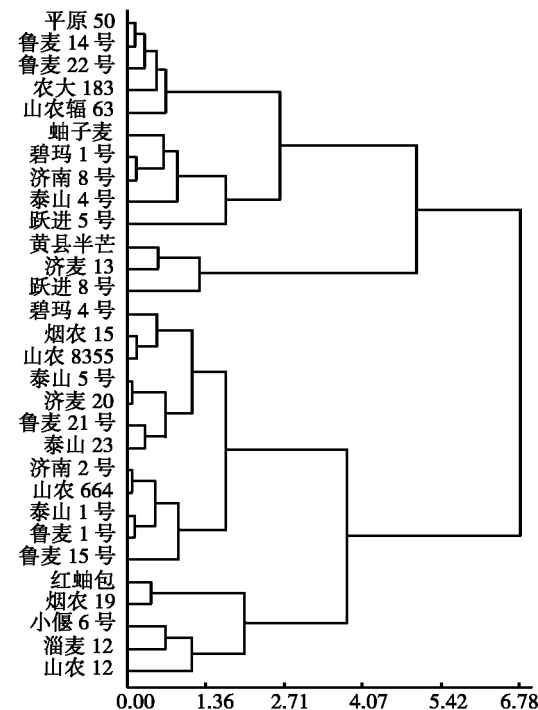 平原 50
鲁麦 14 号
鲁麦 22 号
农大 183
山农辐 63
蚰子麦
碧玛 1 号
济南 8 号
泰山 4 号
跃进 5 号
黄县半芒
济麦 13
跃进 8 号
碧玛 4 号
烟农 15
山农 8355
泰山 5 号
济麦 20
鲁麦 21 号
泰山 23
济南 2 号
山农 664
泰山 1 号
鲁麦 1 号
鲁麦 15 号
红蚰包
烟农 19
小偃 6 号
淄麦 12
山农 12
0.00 1.36 2.71 4.07 5.42 6.78